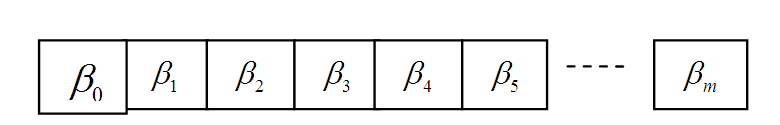 β₀ β₁ β₂ β₃ β₄ β₅ ---- βₘ